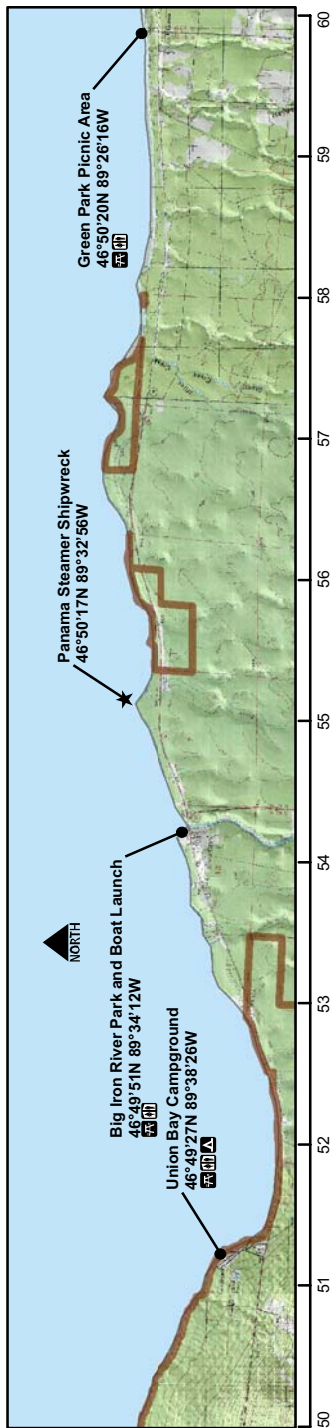 Green Park Picnic Area
46°50'20N 89°26'16W
Panama Steamer Shipwreck
46°50'17N 89°32'56W
NORTH
Big Iron River Park and Boat Launch
46°49'51N 89°34'12W
Union Bay Campground
46°49'27N 89°38'26W
50 51 52 53 54 55 56 57 58 59 60